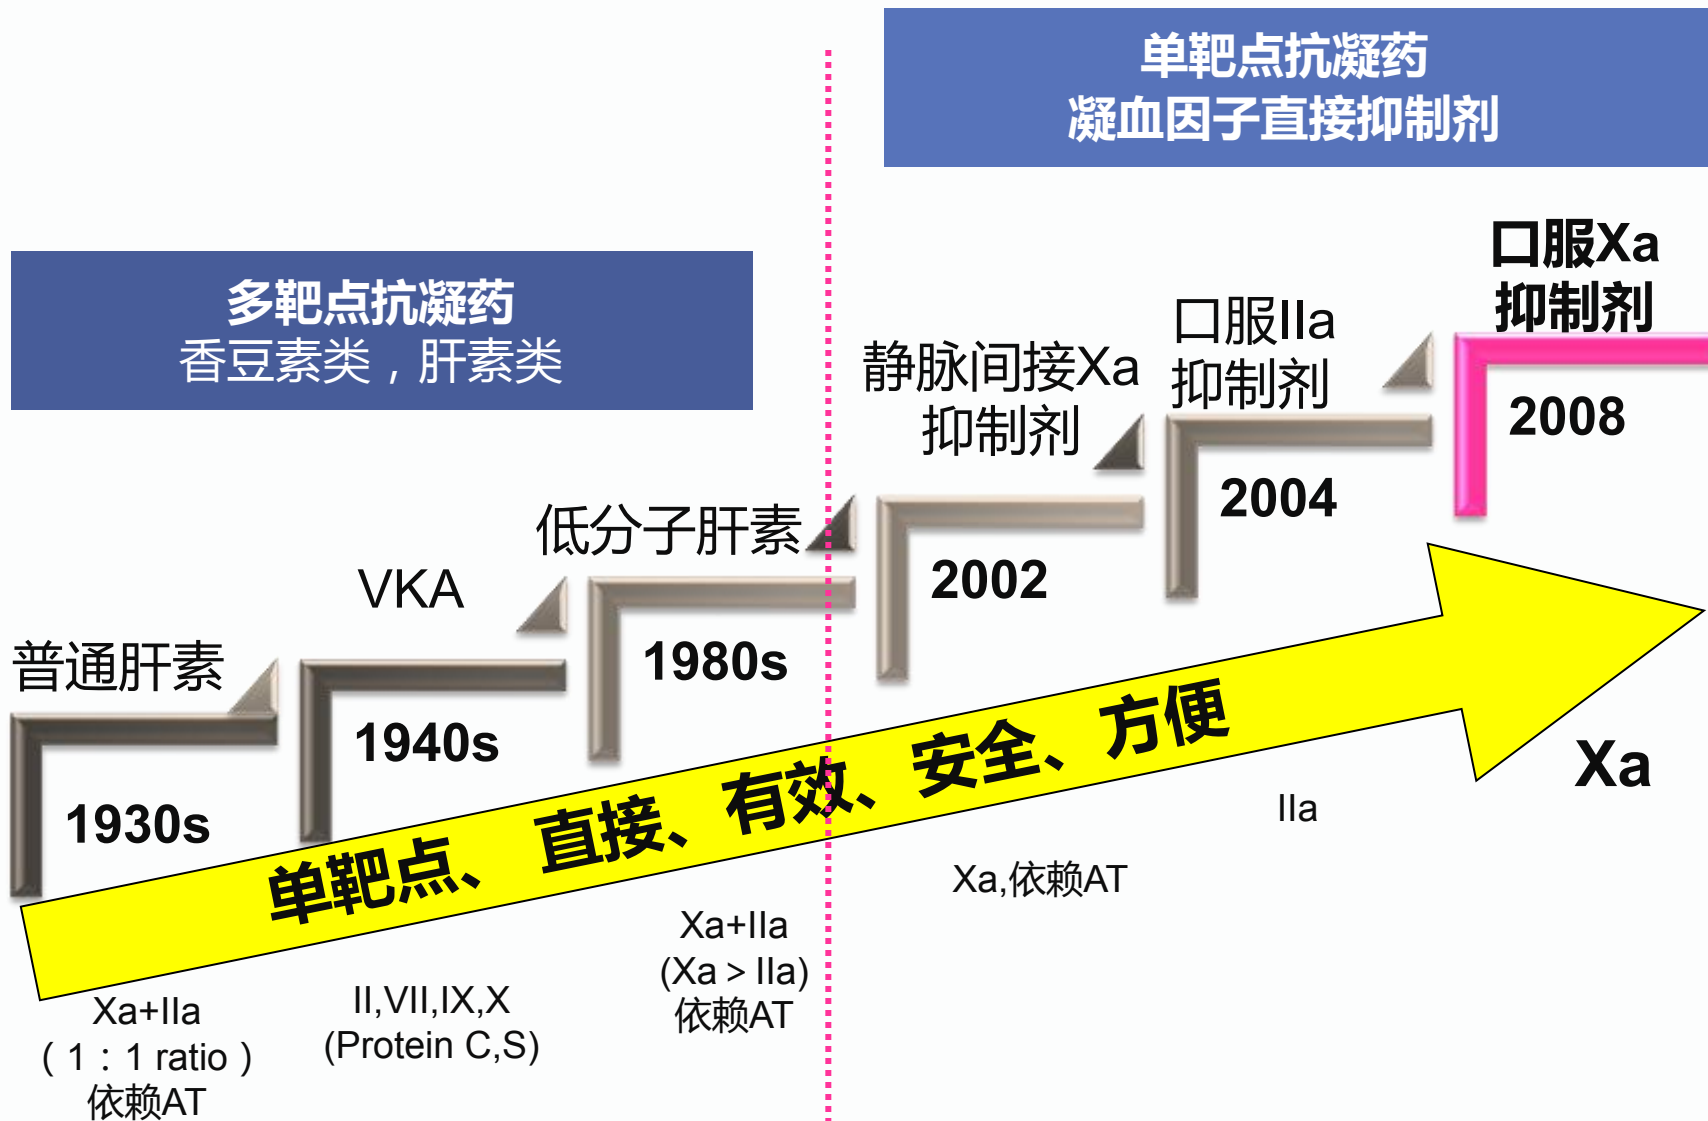 单靶点抗凝药
凝血因子直接抑制剂
多靶点抗凝药
香豆素类，肝素类
普通肝素
1930s
VKA
1940s
低分子肝素
1980s
静脉间接Xa
抑制剂
2002
口服IIa
抑制剂
2004
口服Xa
抑制剂
2008
单靶点、 直接、有效、安全、方便
Xa+IIa
（1：1 ratio）
依赖AT
II,VII,IX,X
(Protein C,S)
Xa+IIa
(Xa＞IIa)
依赖AT
Xa,依赖AT
IIa
Xa